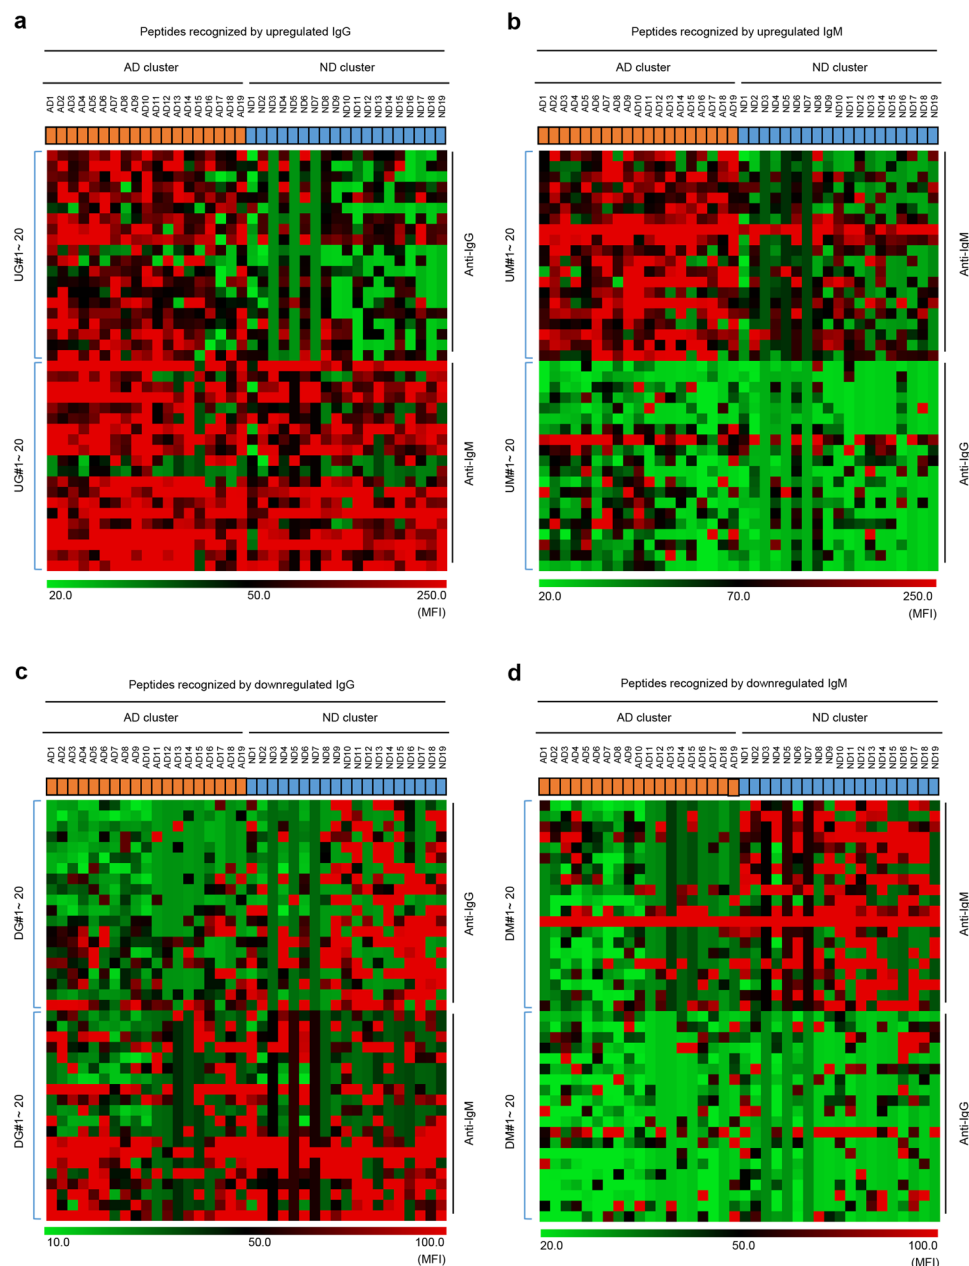 a
Peptides recognized by upregulated IgG
AD cluster ND cluster
AD1 AD2 AD3 AD4 AD5 AD6 AD7 AD8 AD9 AD10 AD11 AD12 AD13 AD14 AD15 AD16 AD17 AD18 AD19 ND1 ND2 ND3 ND4 ND5 ND6 ND7 ND8 ND9 ND10 ND11 ND12 ND13 ND14 ND15 ND16 ND17 ND18 ND19
UG#1~ 20
Anti-IgG
UG#1~ 20
Anti-IgM
20.0 50.0 250.0
(MFI)
b
Peptides recognized by upregulated IgM
AD cluster ND cluster
AD1 AD2 AD3 AD4 AD5 AD6 AD7 AD8 AD9 AD10 AD11 AD12 AD13 AD14 AD15 AD16 AD17 AD18 AD19 ND1 ND2 ND3 ND4 ND5 ND6 ND7 ND8 ND9 ND10 ND11 ND12 ND13 ND14 ND15 ND16 ND17 ND18 ND19
UM#1~ 20
Anti-IgM
UM#1~ 20
Anti-IgG
20.0 70.0 250.0
(MFI)
c
Peptides recognized by downregulated IgG
AD cluster ND cluster
AD1 AD2 AD3 AD4 AD5 AD6 AD7 AD8 AD9 AD10 AD11 AD12 AD13 AD14 AD15 AD16 AD17 AD18 AD19 ND1 ND2 ND3 ND4 ND5 ND6 ND7 ND8 ND9 ND10 ND11 ND12 ND13 ND14 ND15 ND16 ND17 ND18 ND19
DG#1~ 20
Anti-IgG
DG#1~ 20
Anti-IgM
10.0 50.0 100.0
(MFI)
d
Peptides recognized by downregulated IgM
AD cluster ND cluster
AD1 AD2 AD3 AD4 AD5 AD6 AD7 AD8 AD9 AD10 AD11 AD12 AD13 AD14 AD15 AD16 AD17 AD18 AD19 ND1 ND2 ND3 ND4 ND5 ND6 ND7 ND8 ND9 ND10 ND11 ND12 ND13 ND14 ND15 ND16 ND17 ND18 ND19
DM#1~ 20
Anti-IgM
DM#1~ 20
Anti-IgG
20.0 50.0 100.0
(MFI)